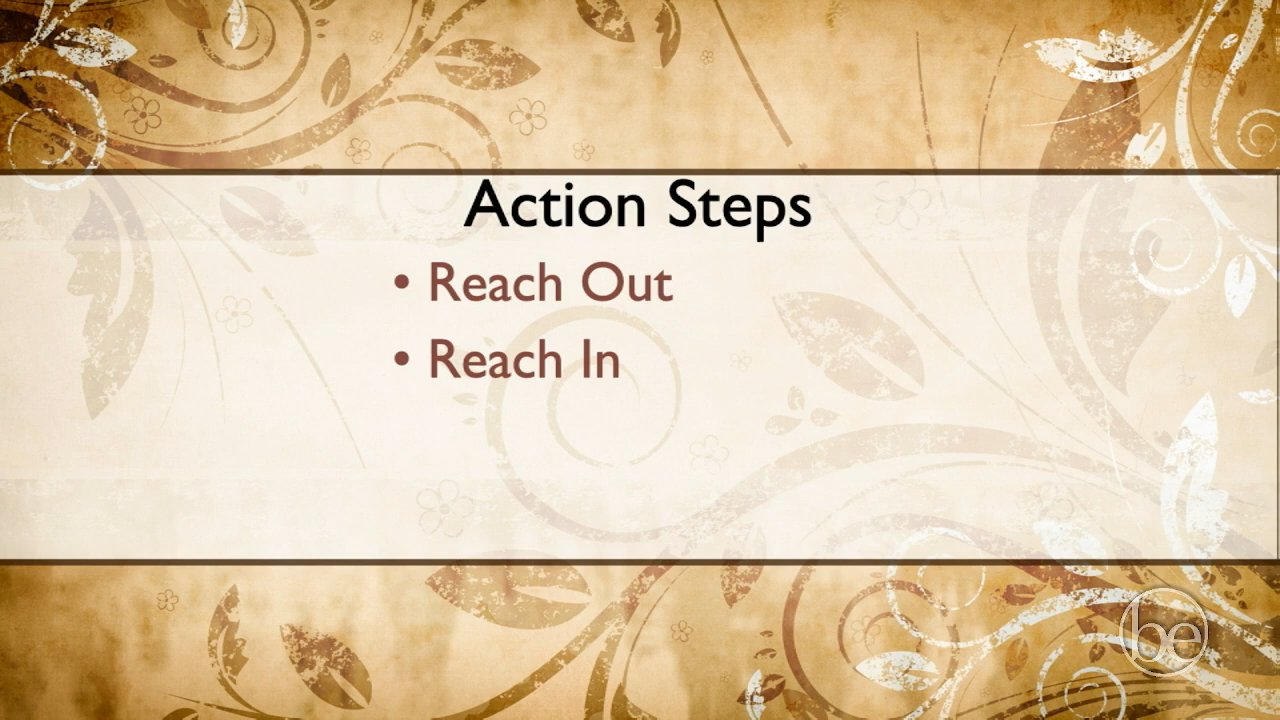 Action Steps
• Reach Out
• Reach In
be